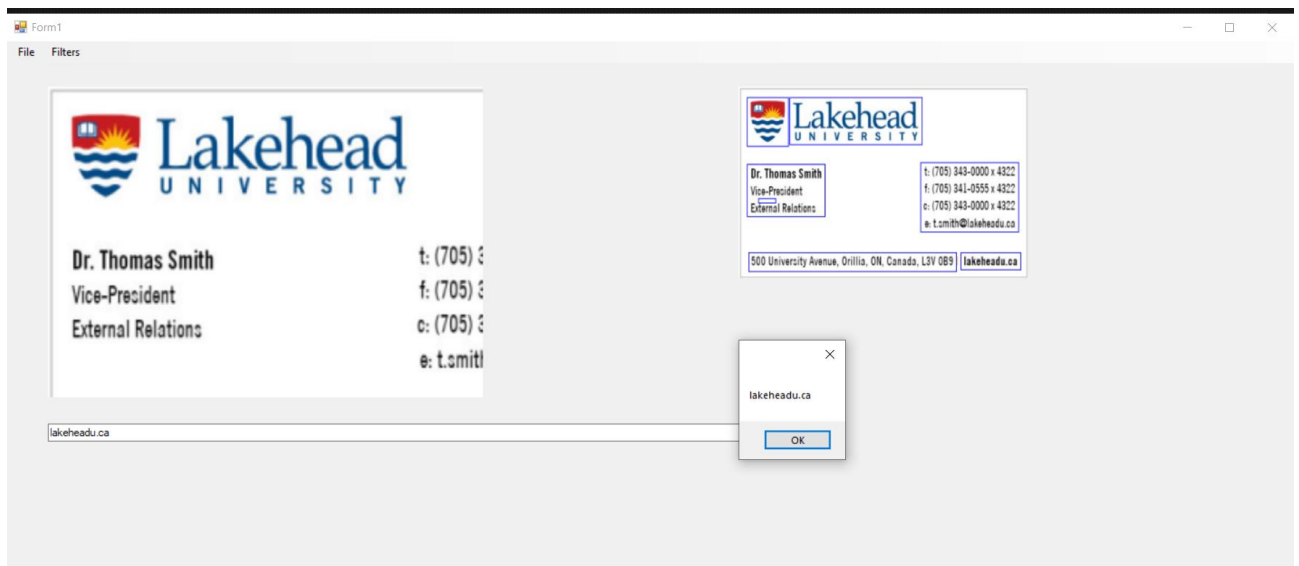 Form1
File Filters
Lakehead
UNIVERSITY
Dr. Thomas Smith
Vice-President
External Relations
t: (705) 3
f: (705) 3
c: (705) 3
e: t.smit
lakeheadu.ca
Lakehead
UNIVERSITY
Dr. Thomas Smith
Vice-President
External Relations
t: (705) 343-0000 x 4322
f: (705) 341-0555 x 4322
c: (705) 343-0000 x 4322
e: t.smith@lakeheadu.ca
500 University Avenue, Orillia, ON, Canada, L3V 0B9 lakeheadu.ca
lakeheadu.ca
OK